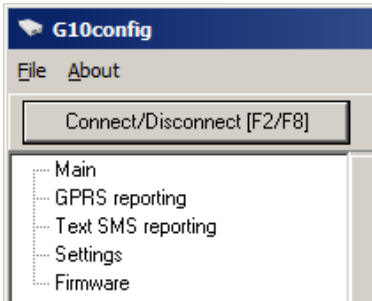 G10config
File About
Connect/Disconnect [F2/F8]
Main
GPRS reporting
Text SMS reporting
Settings
Firmware